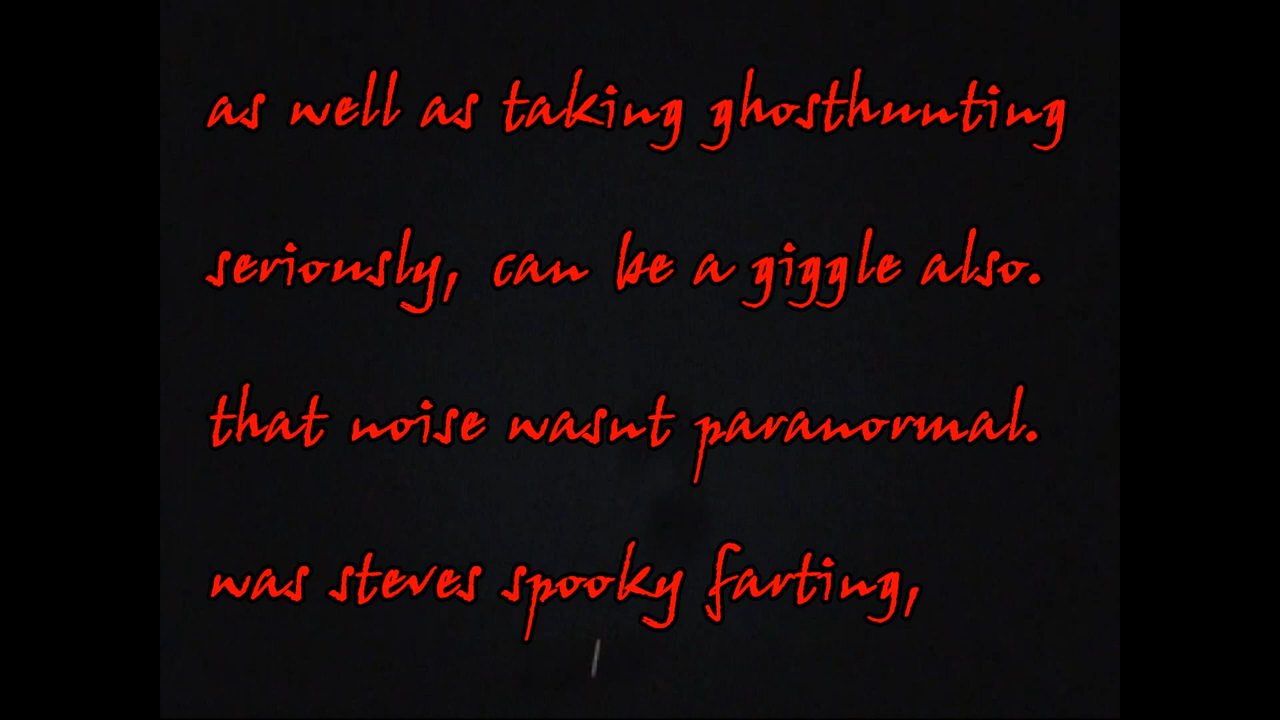 as well as taking ghosthunting
seriously, can be a giggle also.
that noise wasnt paranormal.
was steves spooky farting,